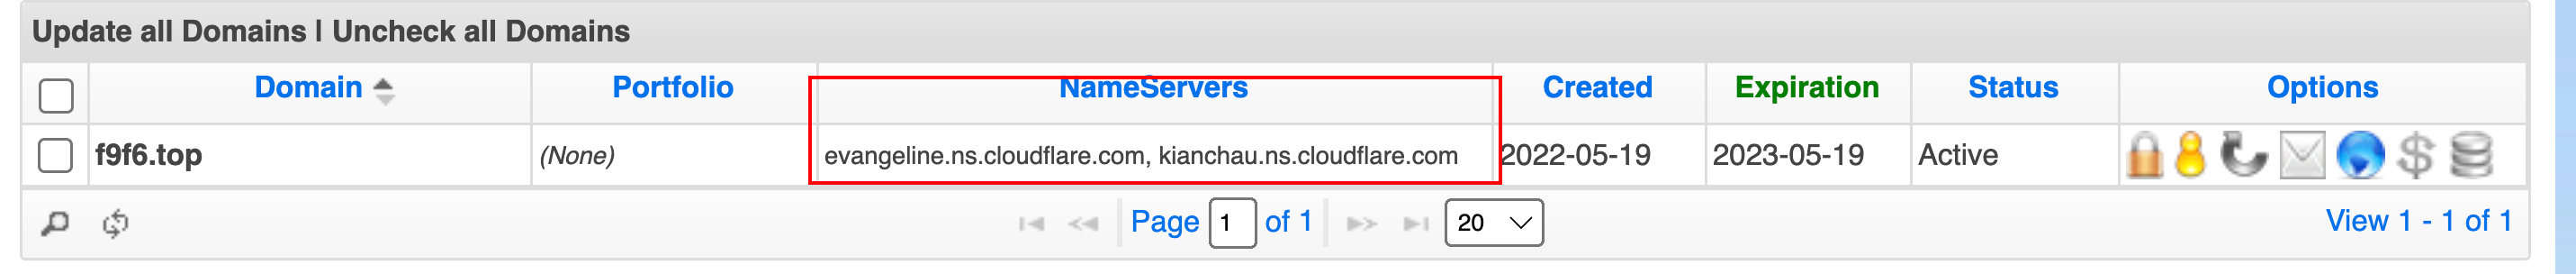 Update all Domains | Uncheck all Domains
Domain Portfolio NameServers Created Expiration Status Options
f9f6.top (None) evangeline.ns.cloudflare.com, kianchau.ns.cloudflare.com 2022-05-19 2023-05-19 Active
Page 1 of 1 20 View 1 - 1 of 1